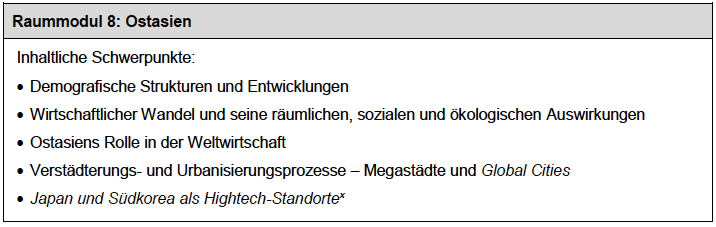 Raummodul 8: Ostasien
Inhaltliche Schwerpunkte:
• Demografische Strukturen und Entwicklungen
• Wirtschaftlicher Wandel und seine räumlichen, sozialen und ökologischen Auswirkungen
• Ostasiens Rolle in der Weltwirtschaft
• Verstädterungs- und Urbanisierungsprozesse – Megastädte und Global Cities
• Japan und Südkorea als Hightech-Standorteˣ